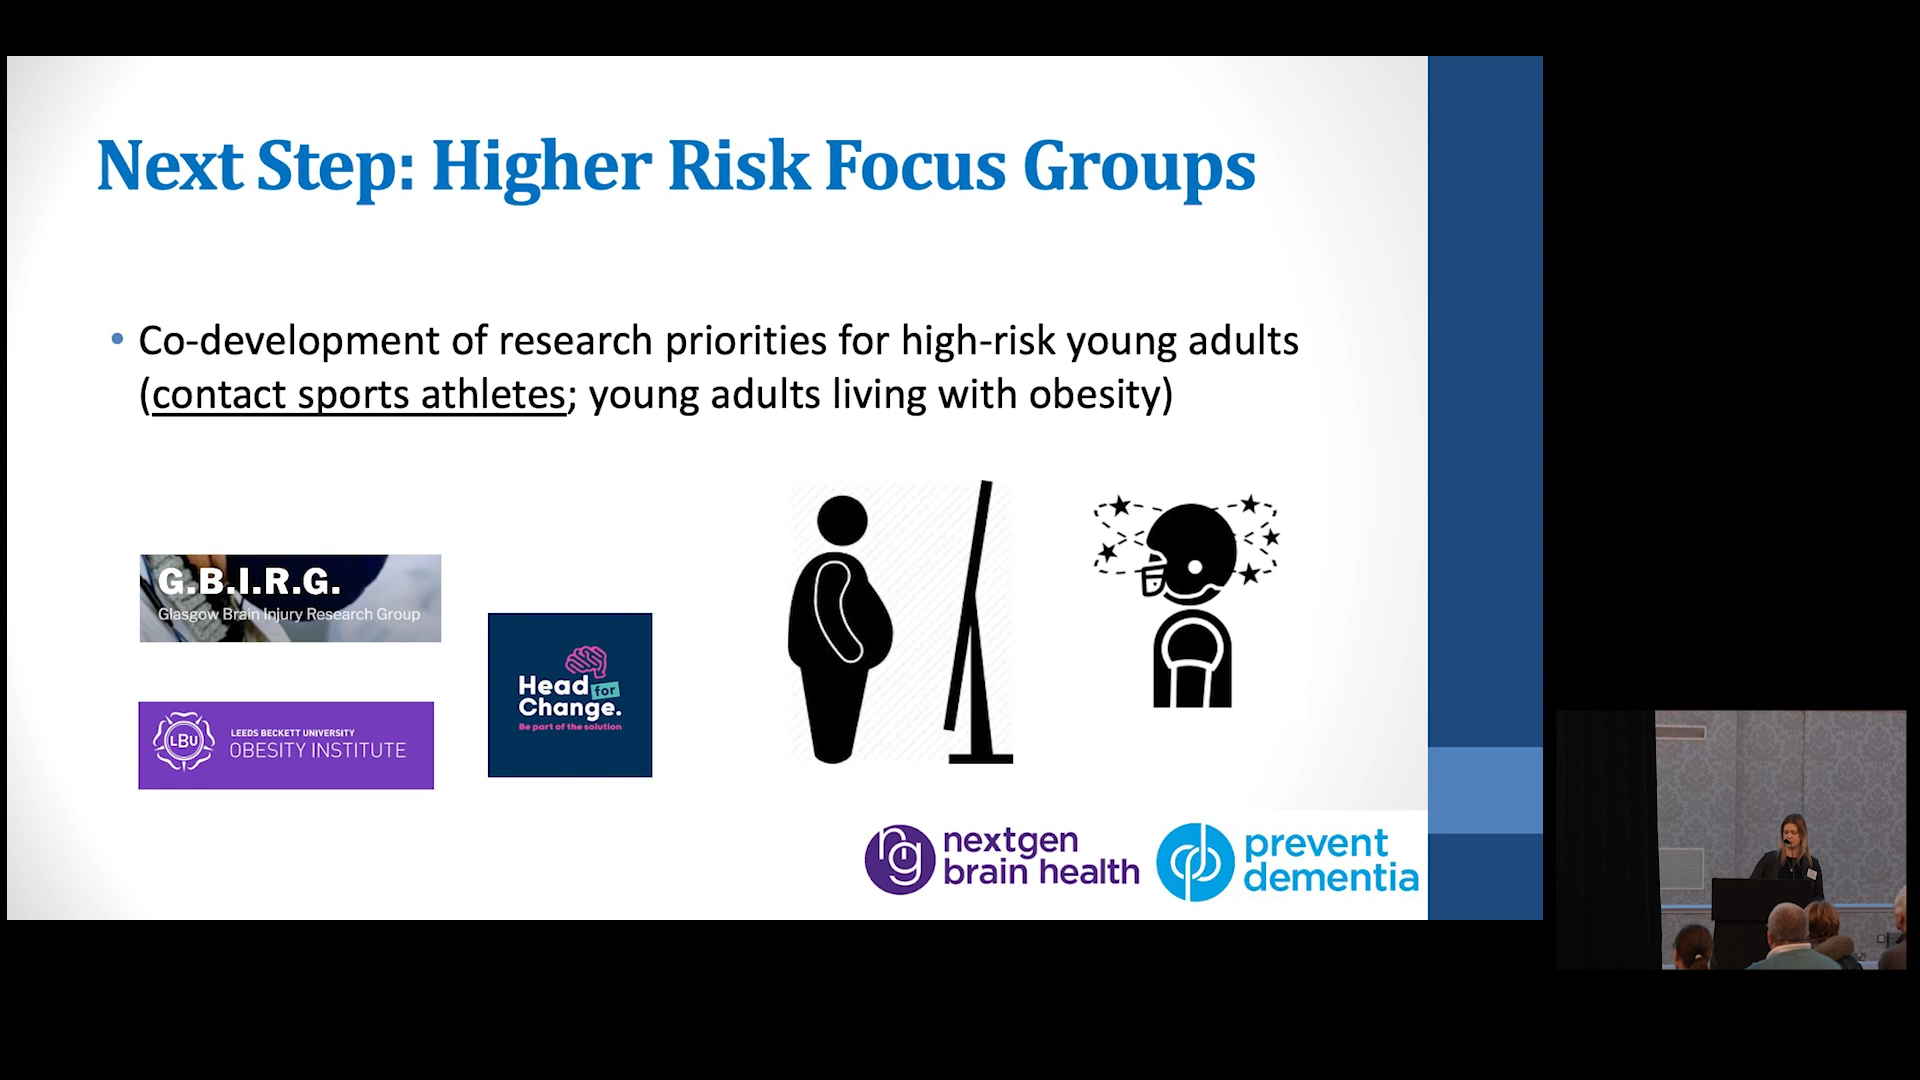 Next Step: Higher Risk Focus Groups
• Co-development of research priorities for high-risk young adults
(contact sports athletes; young adults living with obesity)
G.B.I.R.G.
Glasgow Brain Injury Research Group
Head for
Change.
Be part of the solution
LBU
LEEDS BECKETT UNIVERSITY
OBESITY INSTITUTE
ng
nextgen
brain health
prevent
dementia